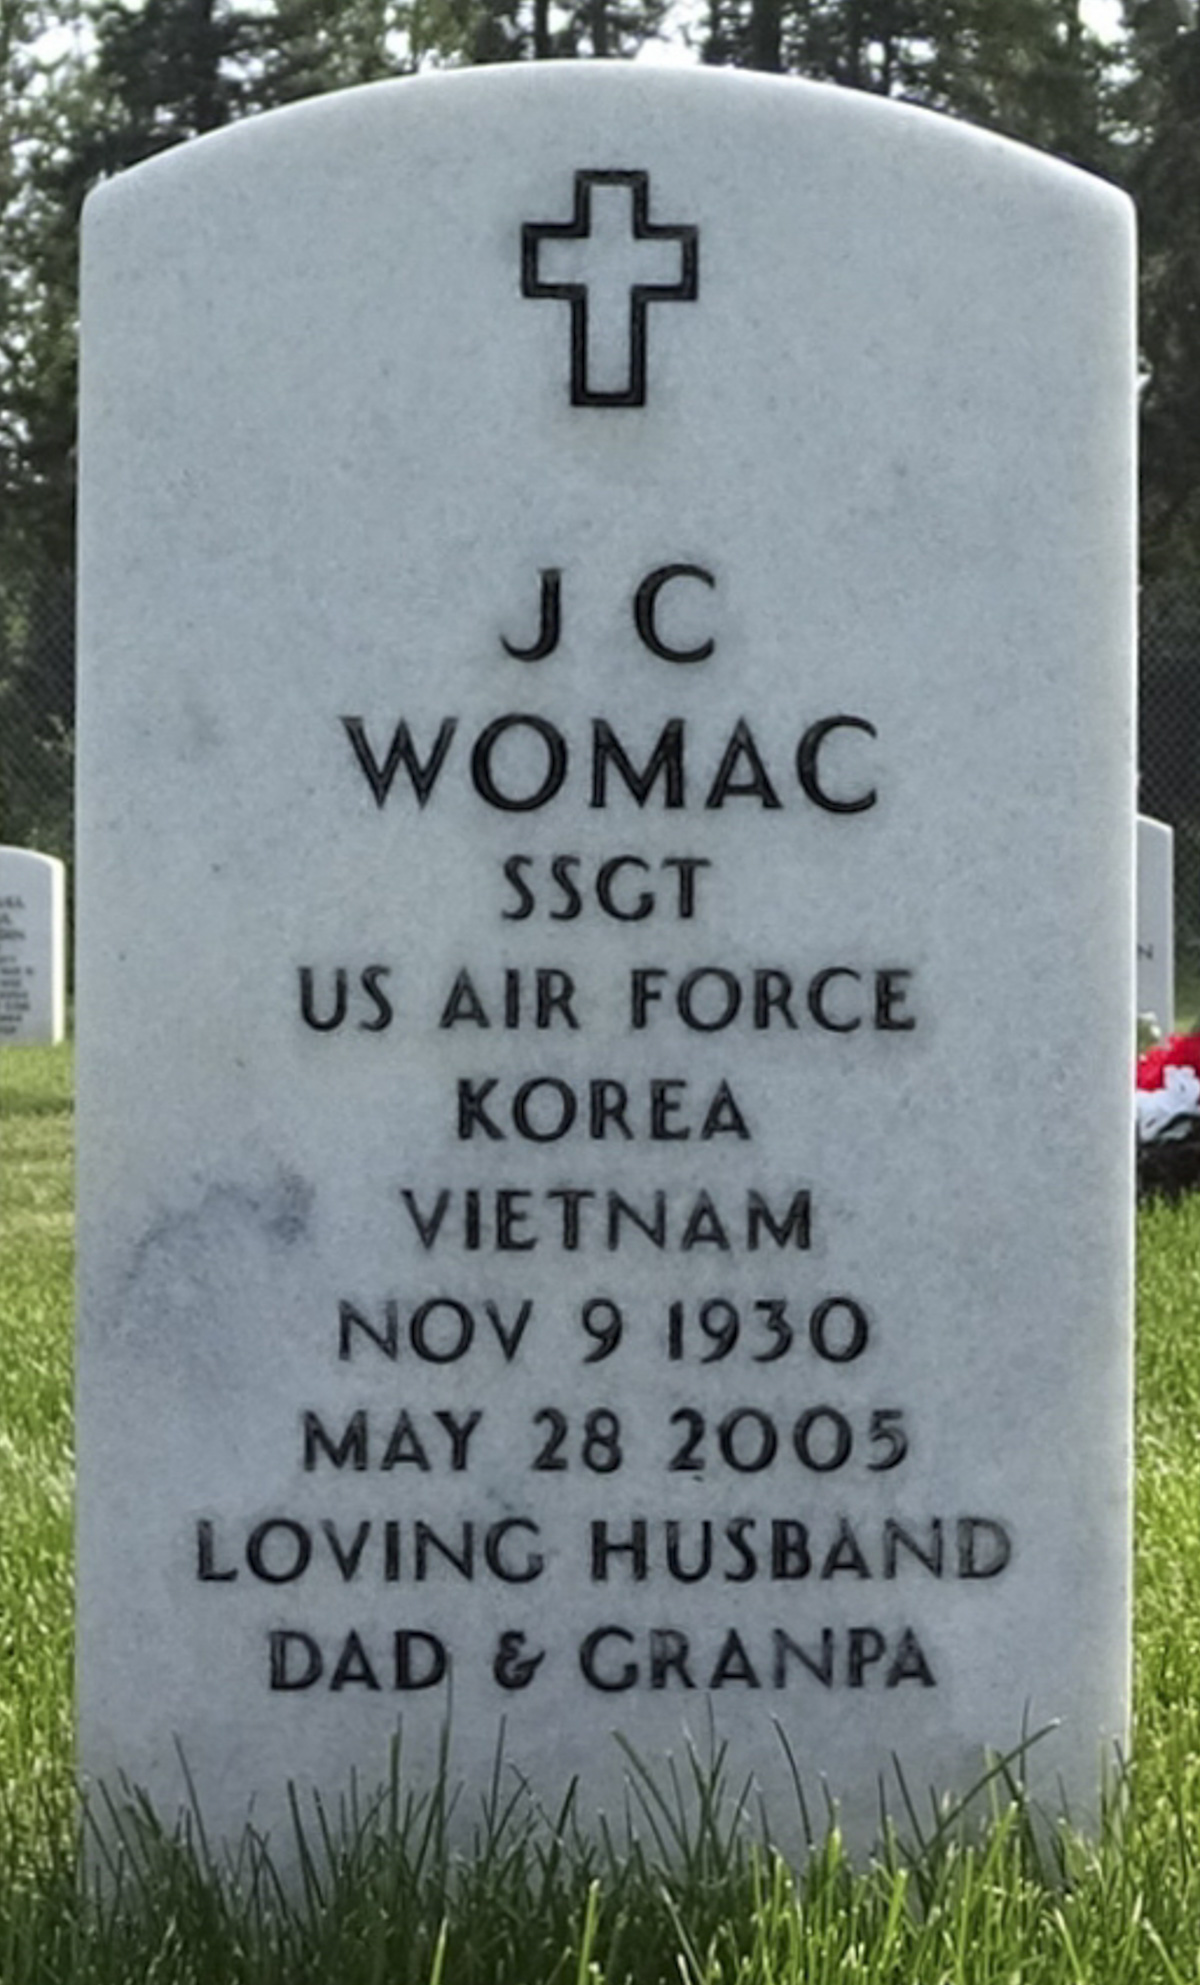 J C
WOMAC
SSGT
US AIR FORCE
KOREA
VIETNAM
NOV 9 1930
MAY 28 2005
LOVING HUSBAND
DAD & GRANPA